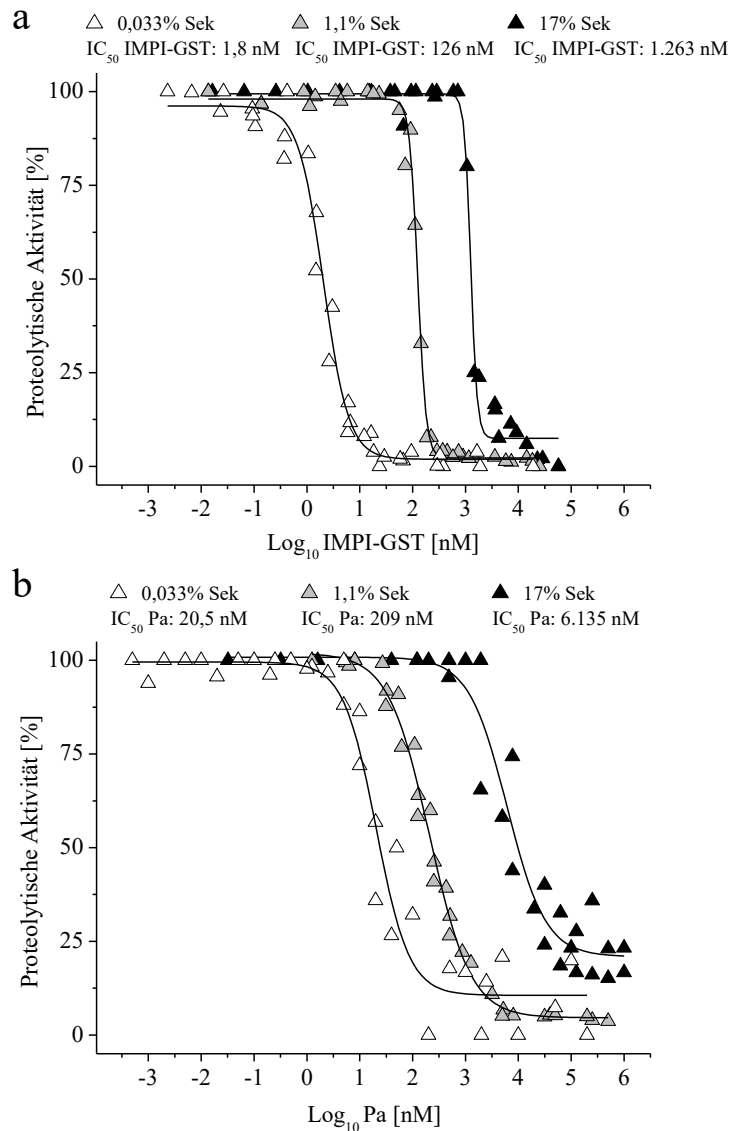 a
0,033% Sek 1,1% Sek 17% Sek
IC50 IMPI-GST: 1,8 nM IC50 IMPI-GST: 126 nM IC50 IMPI-GST: 1.263 nM
Proteolytische Aktivität [%]
100
75
50
25
0
-3 -2 -1 0 1 2 3 4 5 6
Log10 IMPI-GST [nM]
b
0,033% Sek 1,1% Sek 17% Sek
IC50 Pa: 20,5 nM IC50 Pa: 209 nM IC50 Pa: 6.135 nM
Proteolytische Aktivität [%]
100
75
50
25
0
-3 -2 -1 0 1 2 3 4 5 6
Log10 Pa [nM]